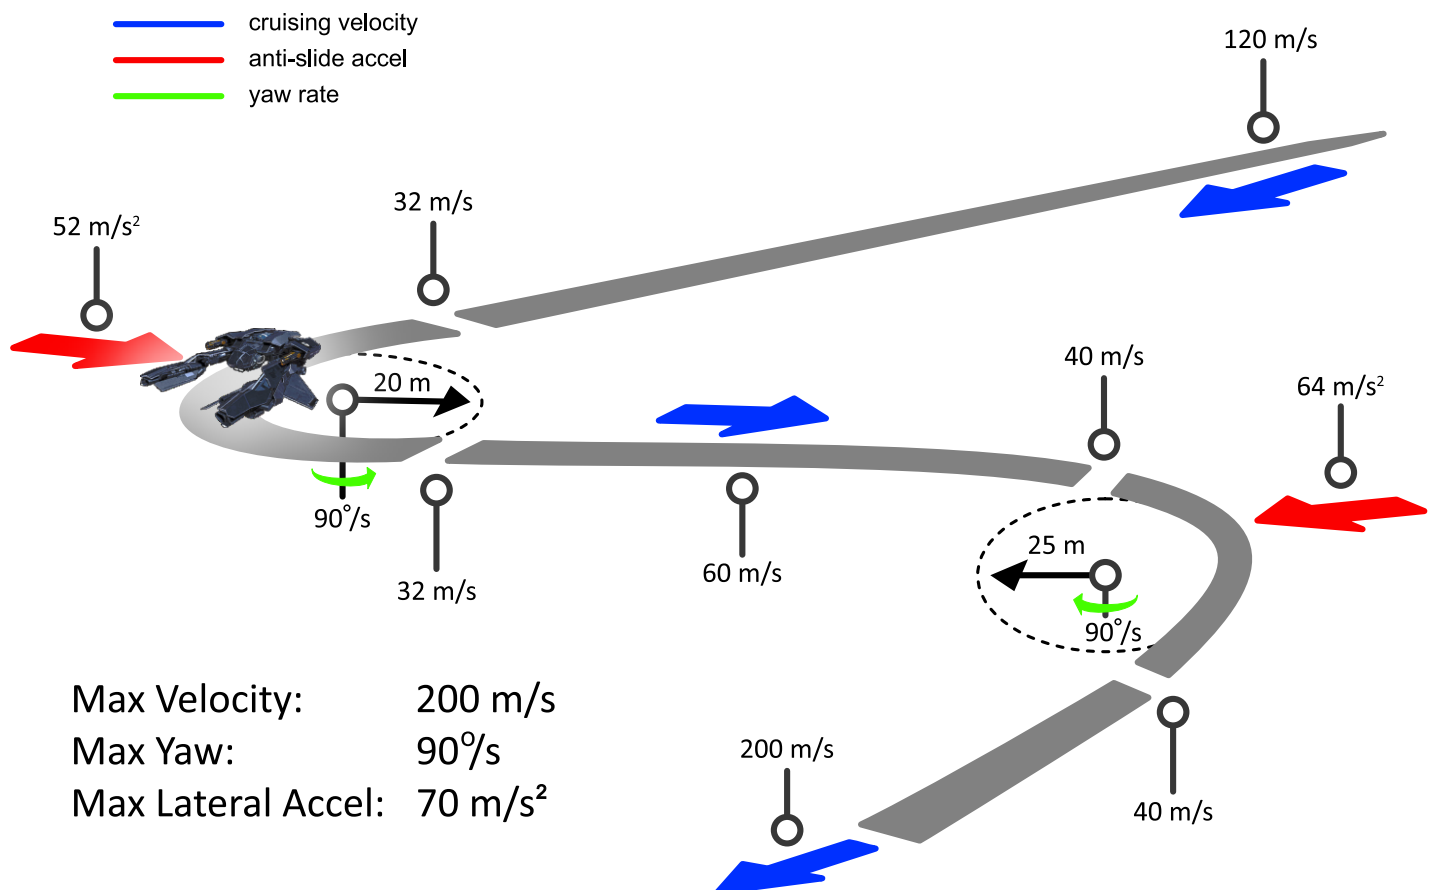 cruising velocity
anti-slide accel
yaw rate
120 m/s
32 m/s
52 m/s²
20 m
40 m/s
64 m/s²
90°/s
32 m/s
60 m/s
25 m
90°/s
Max Velocity: 200 m/s
Max Yaw: 90°/s
Max Lateral Accel: 70 m/s²
200 m/s
40 m/s